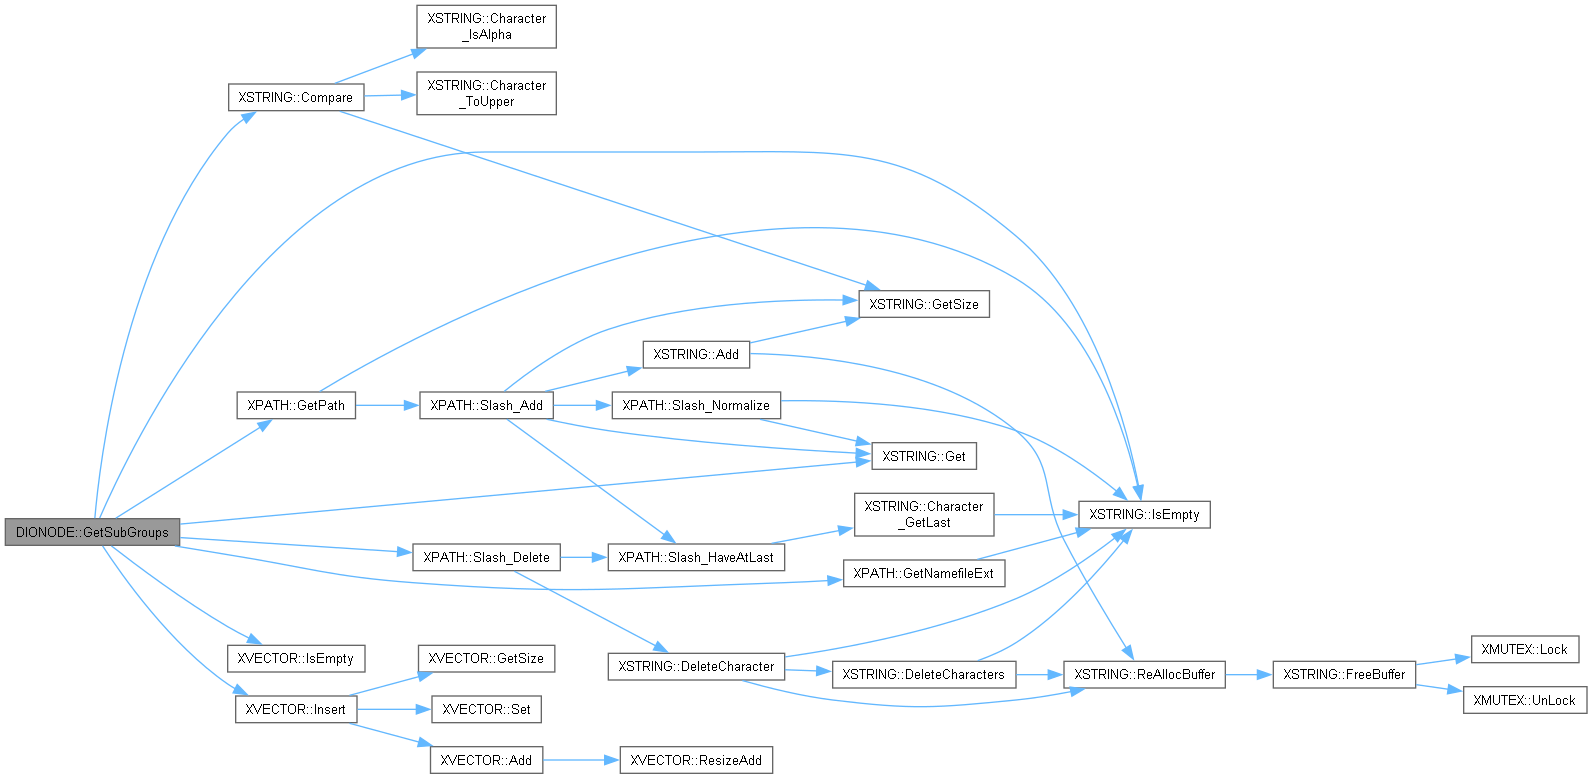 XSTRING::Character
_IsAlpha
XSTRING::Compare
XSTRING::Character
_ToUpper
XSTRING::GetSize
XSTRING::Add
XPATH::GetPath
XPATH::Slash_Add
XPATH::Slash_Normalize
XSTRING::Get
XSTRING::Character
_GetLast
XSTRING::IsEmpty
DIONODE::GetSubGroups
XPATH::Slash_Delete
XPATH::Slash_HaveAtLast
XPATH::GetNamefileExt
XVECTOR::IsEmpty
XVECTOR::GetSize
XSTRING::DeleteCharacter
XSTRING::DeleteCharacters
XSTRING::ReAllocBuffer
XSTRING::FreeBuffer
XMUTEX::Lock
XMUTEX::UnLock
XVECTOR::Insert
XVECTOR::Set
XVECTOR::Add
XVECTOR::ResizeAdd